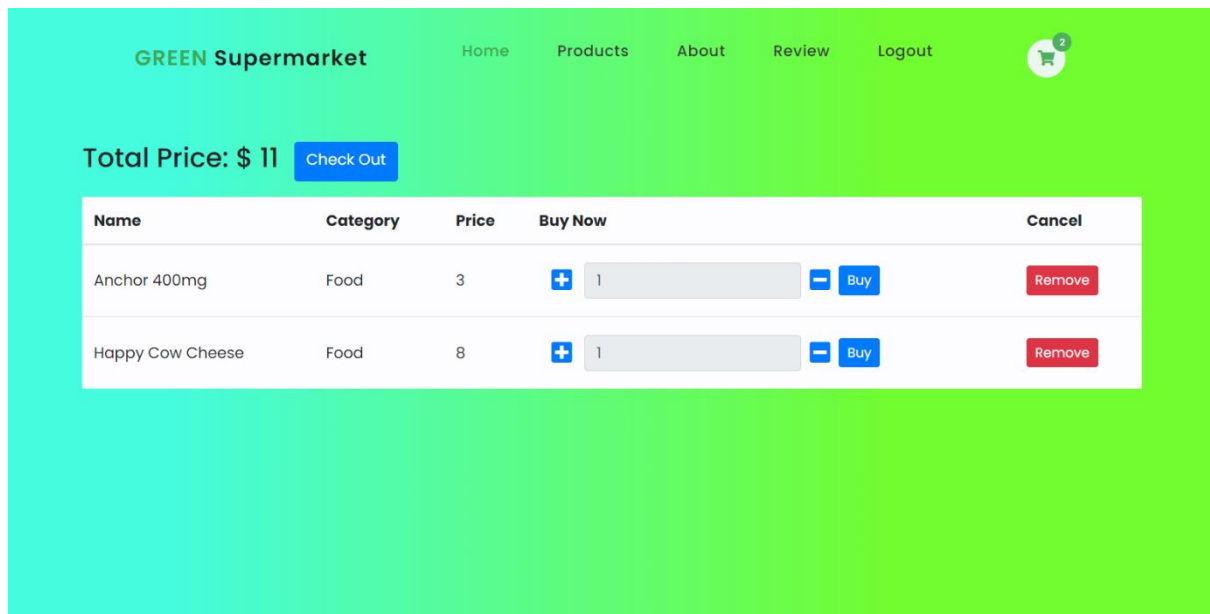 GREEN Supermarket Home Products About Review Logout 2
Total Price: $ 11 Check Out
Name Category Price Buy Now Cancel
Anchor 400mg Food 3 1 Buy Remove
Happy Cow Cheese Food 8 1 Buy Remove